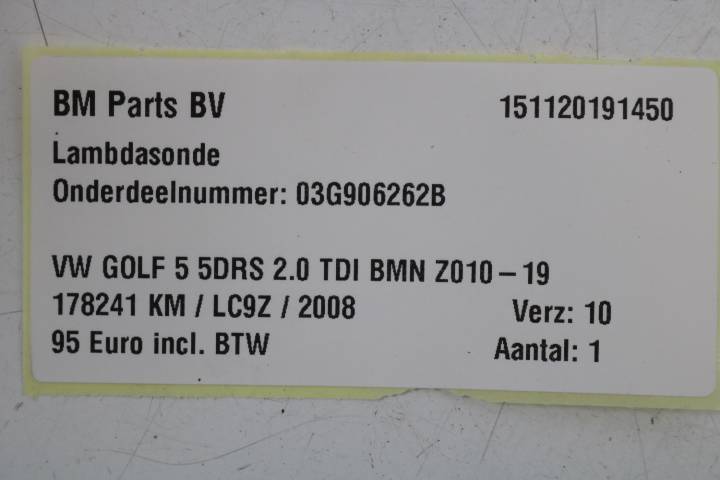 BM Parts BV 151120191450
Lambdasonde
Onderdeelnummer: 03G906262B
VW GOLF 5 5DRS 2.0 TDI BMN Z010-19
178241 KM / LC9Z / 2008 Verz: 10
95 Euro incl. BTW Aantal: 1